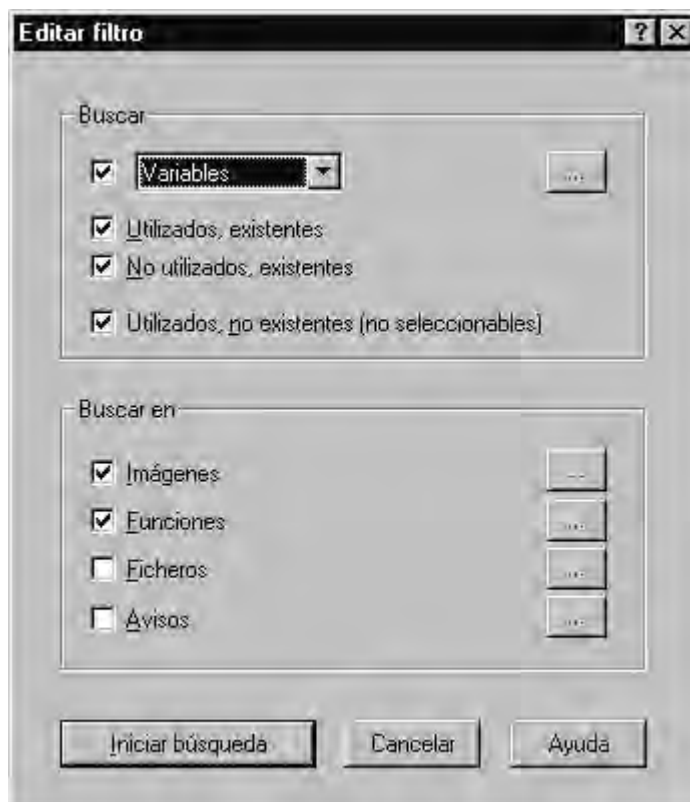 Editar filtro
Buscar
Variables
...
Utilizados, existentes
No utilizados, existentes
Utilizados, no existentes (no seleccionables)
Buscar en
Imágenes
...
Funciones
...
Ficheros
...
Avisos
...
Iniciar búsqueda
Cancelar
Ayuda